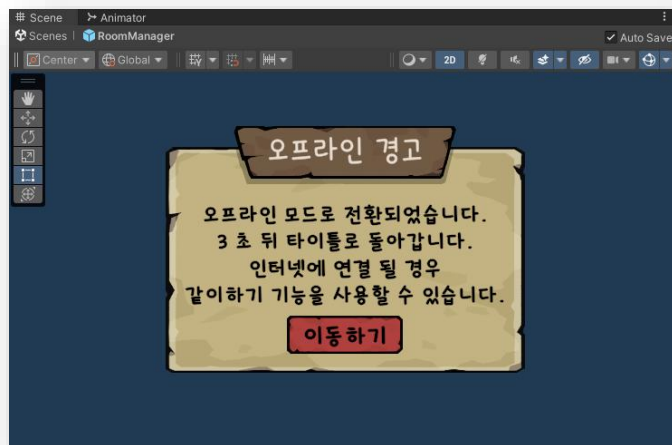 Scene Animator
Scenes RoomManager Auto Save
Center Global 2D
오프라인 경고
오프라인 모드로 전환되었습니다.
3 초 뒤 타이틀로 돌아갑니다.
인터넷에 연결 될 경우
같이하기 기능을 사용할 수 있습니다.
이동하기